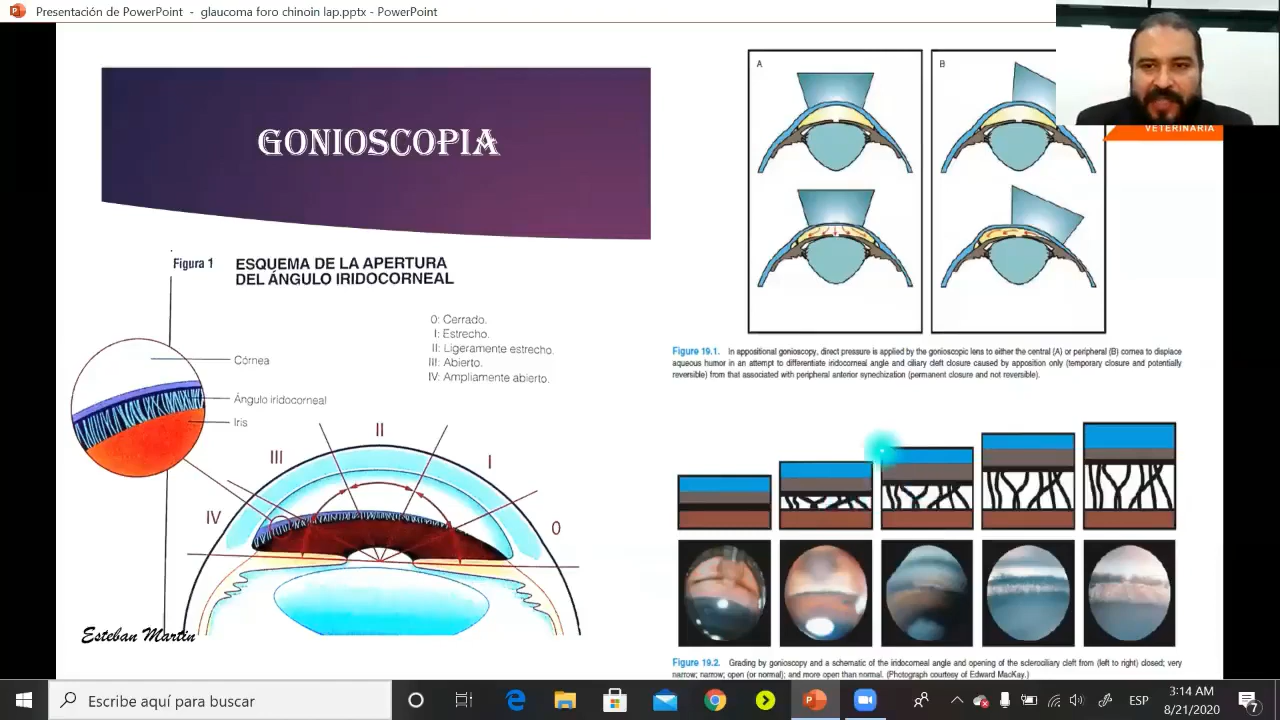 Presentación de PowerPoint - glaucoma foro chinoin lap.pptx - PowerPoint
VETERINARIA
GONIOSCOPIA
Figura 1
ESQUEMA DE LA APERTURA
DEL ÁNGULO IRIDOCORNEAL
0: Cerrado.
I: Estrecho.
II: Ligeramente estrecho.
III: Abierto.
IV: Ampliamente abierto.
Córnea
Ángulo iridocorneal
Iris
II
III
I
IV
0
Esteban Martin
A
B
Figure 19.1. In appositional gonioscopy, direct pressure is applied by the gonioscopic lens to either the central (A) or peripheral (B) cornea to displace
aqueous humor in an attempt to differentiate iridocorneal angle and ciliary cleft closure caused by apposition only (temporary closure and potentially
reversible) from that associated with peripheral anterior synechization (permanent closure and not reversible).
Figure 19.2. Grading by gonioscopy and a schematic of the iridocorneal angle and opening of the sclerociliary cleft from (left to right) closed; very
narrow; narrow; open (or normal); and more open than normal. (Photograph courtesy of Edward MacKay.)
Escribe aquí para buscar
ESP
3:14 AM
8/21/2020
7